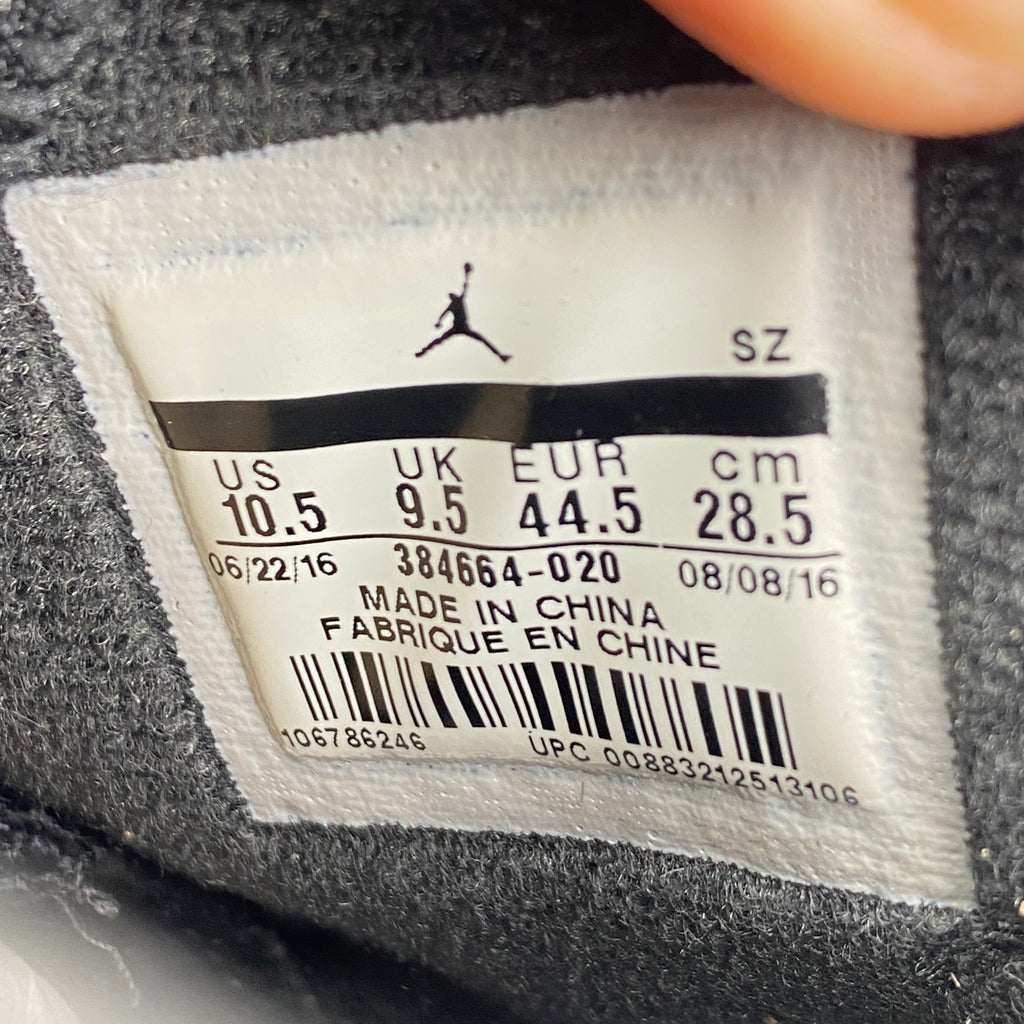 SZ
US UK EUR cm
10.5 9.5 44.5 28.5
06/22/16 384664-020 08/08/16
MADE IN CHINA
FABRIQUE EN CHINE
106786246 UPC 00883212513106